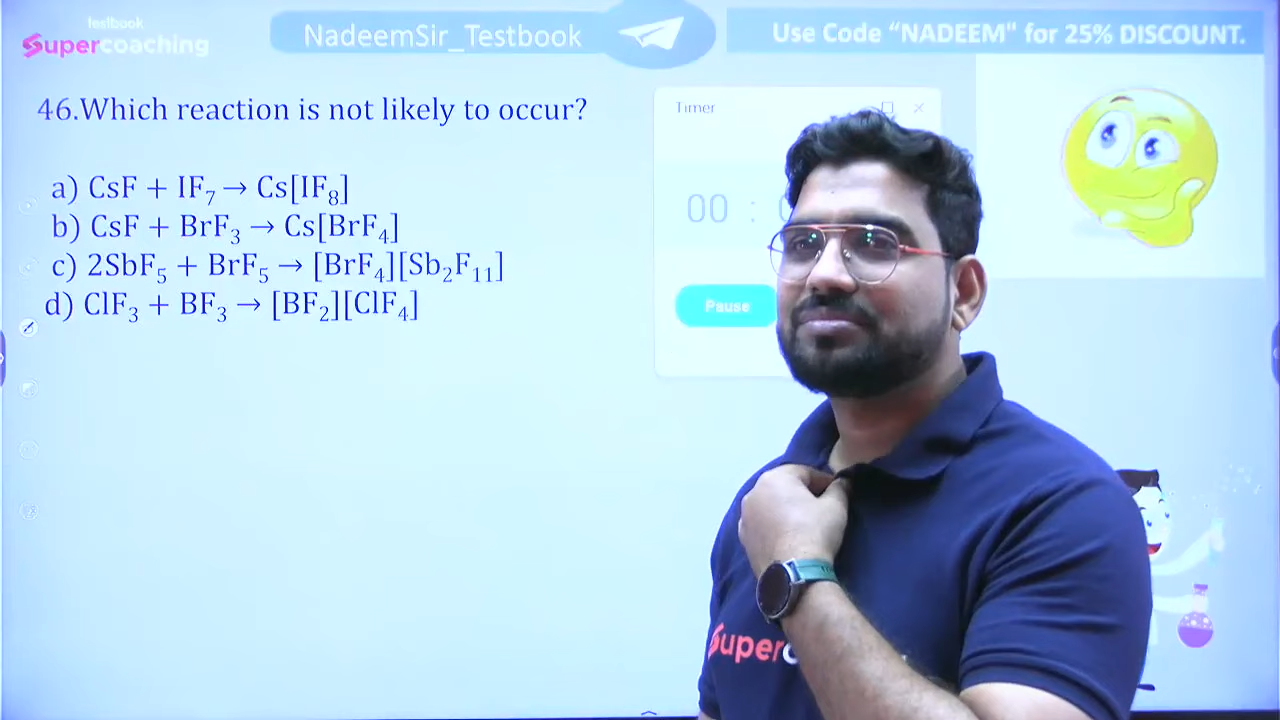 testbook
Supercoaching
NadeemSir_Testbook
Use Code “NADEEM" for 25% DISCOUNT.
46.Which reaction is not likely to occur?
Timer
a) CsF + IF₇ → Cs[IF₈]
b) CsF + BrF₃ → Cs[BrF₄]
c) 2SbF₅ + BrF₅ → [BrF₄][Sb₂F₁₁]
d) ClF₃ + BF₃ → [BF₂][ClF₄]
00 :
Pause
Super